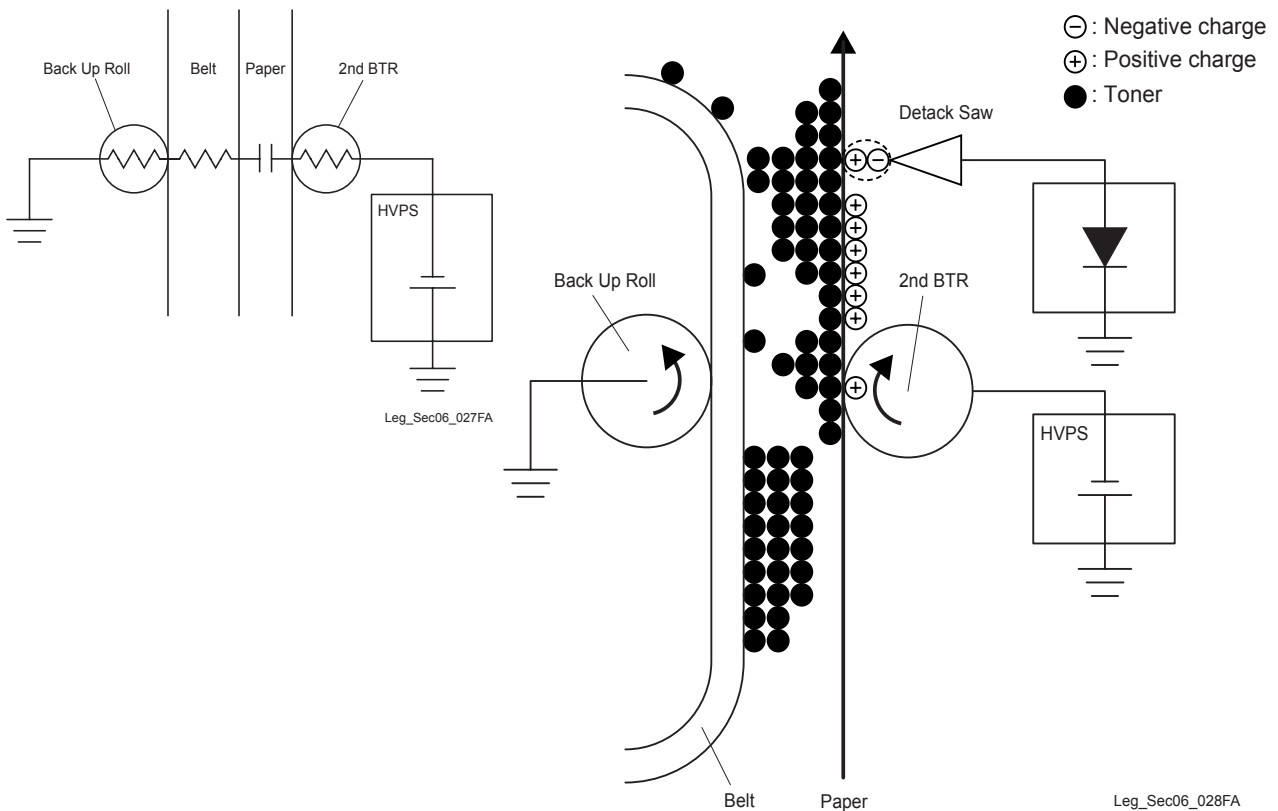 Back Up Roll
Belt
Paper
2nd BTR
HVPS
Leg_Sec06_027FA
− : Negative charge
+ : Positive charge
: Toner
Detack Saw
+ −
+
+
+
+
+
+
Back Up Roll
2nd BTR
+
HVPS
Belt
Paper
Leg_Sec06_028FA